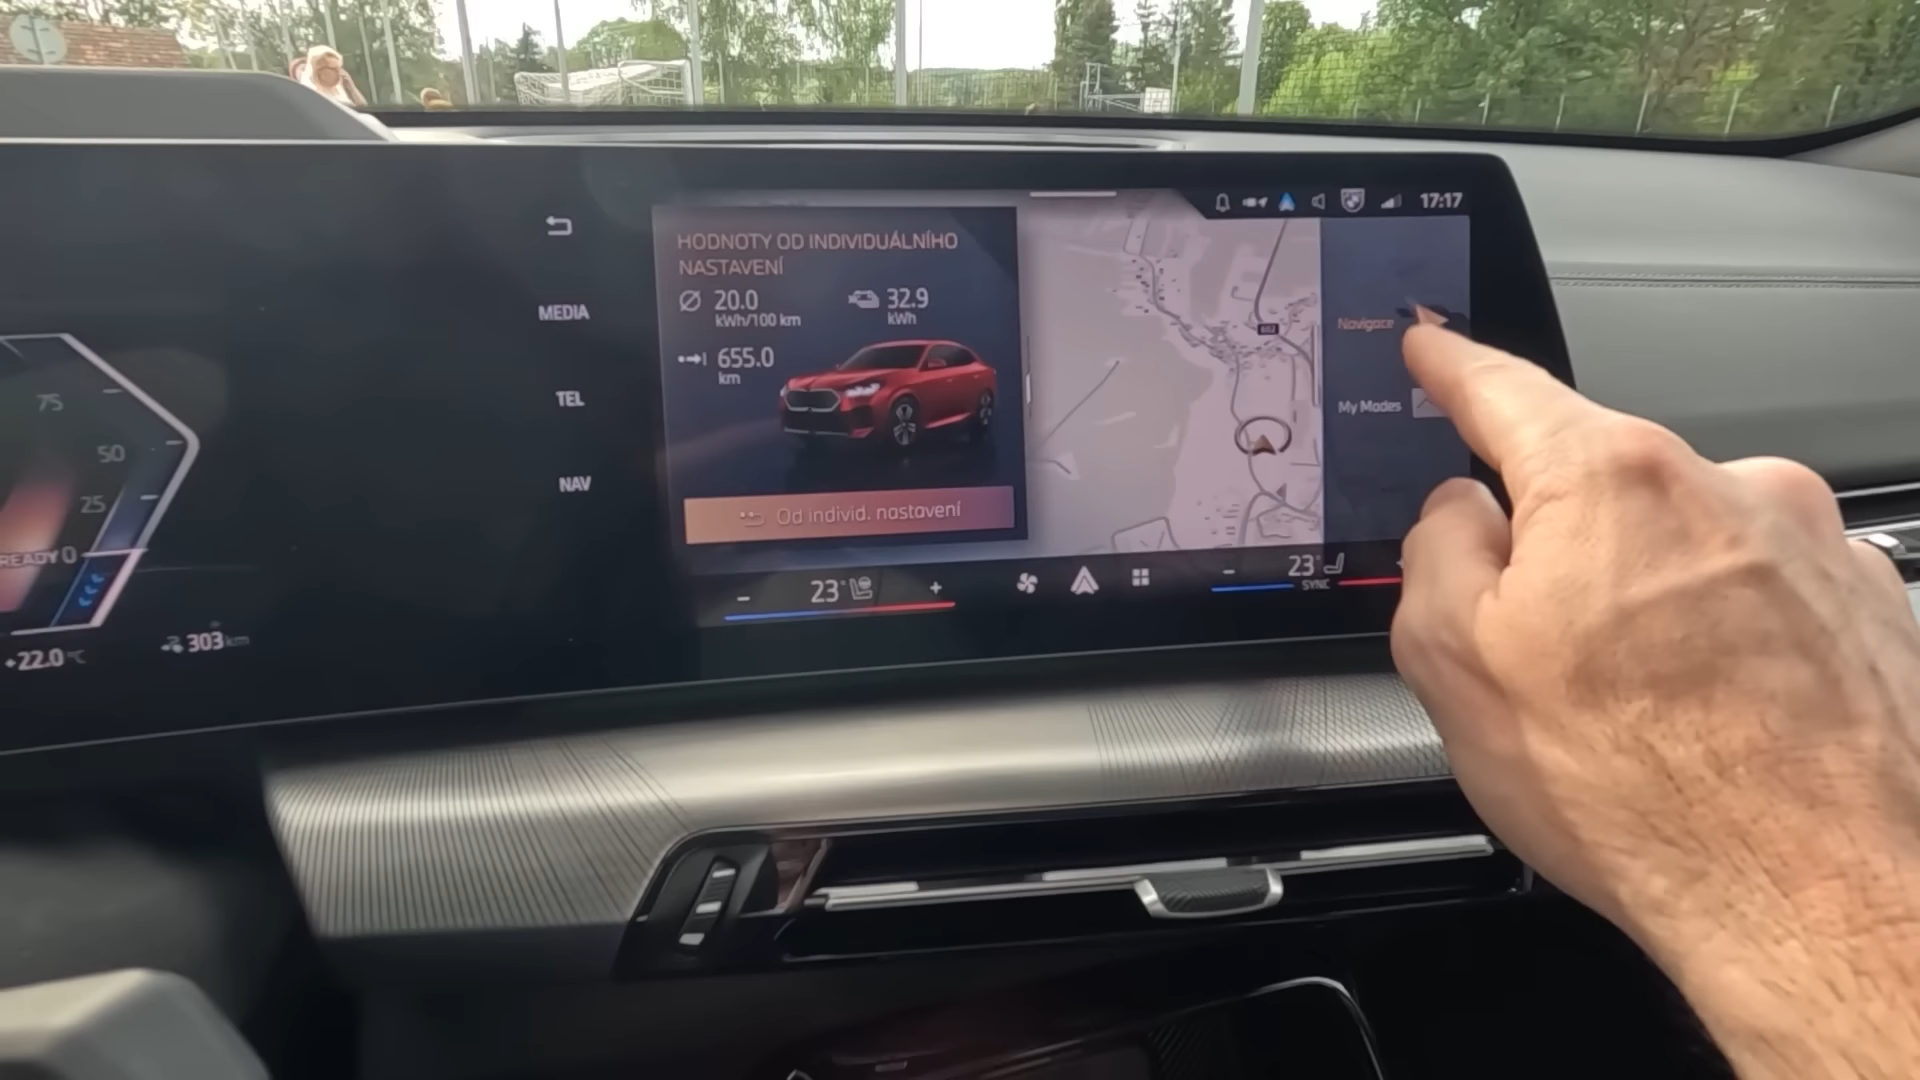 17:17
HODNOTY OD INDIVIDUÁLNÍHO
NASTAVENÍ
20.0
kWh/100 km
32.9
kWh
655.0
km
Od individ. nastavení
MEDIA
TEL
NAV
602
Navigace
My Modes
75
50
25
READY 0
+22.0 °C
303 km
- 23° +
- 23°
SYNC